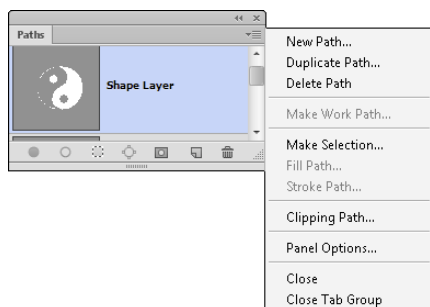 Paths
Shape Layer
New Path...
Duplicate Path...
Delete Path
Make Work Path...
Make Selection...
Fill Path...
Stroke Path...
Clipping Path...
Panel Options...
Close
Close Tab Group